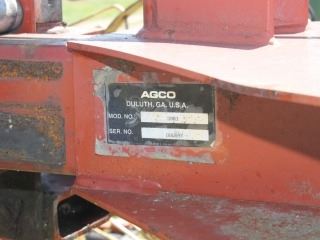 AGCO
DULUTH, GA. U.S.A.
MOD. NO.
SER. NO.